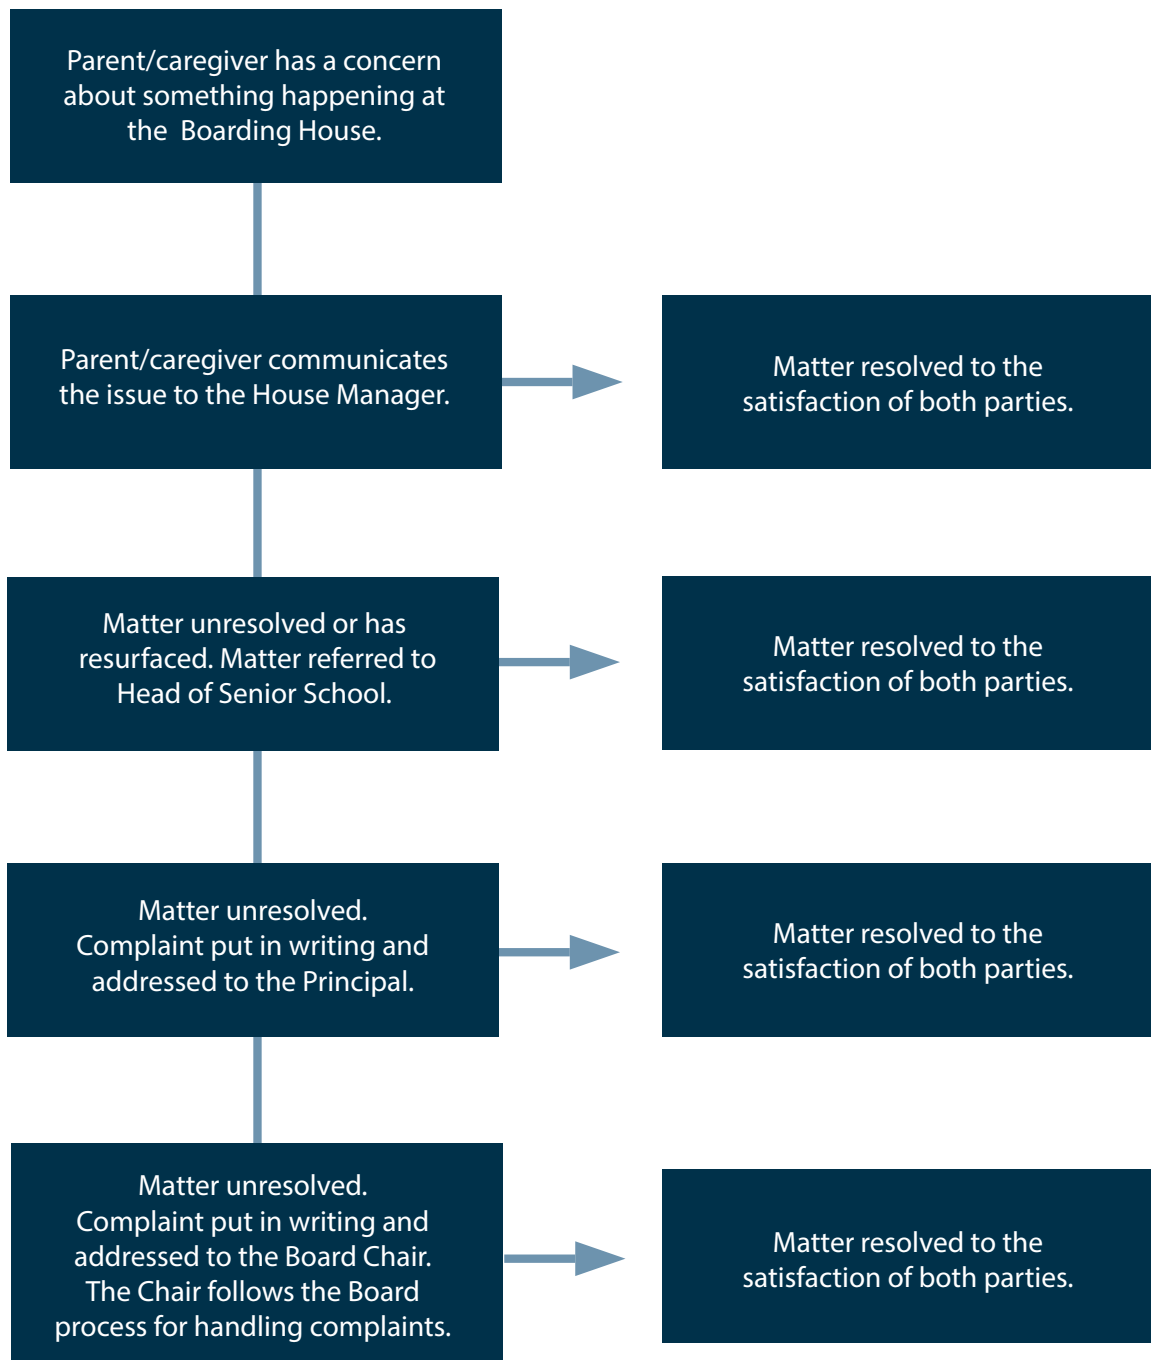 Parent/caregiver has a concern
about something happening at
the Boarding House.
Parent/caregiver communicates
the issue to the House Manager.
Matter resolved to the
satisfaction of both parties.
Matter unresolved or has
resurfaced. Matter referred to
Head of Senior School.
Matter resolved to the
satisfaction of both parties.
Matter unresolved.
Complaint put in writing and
addressed to the Principal.
Matter resolved to the
satisfaction of both parties.
Matter unresolved.
Complaint put in writing and
addressed to the Board Chair.
The Chair follows the Board
process for handling complaints.
Matter resolved to the
satisfaction of both parties.